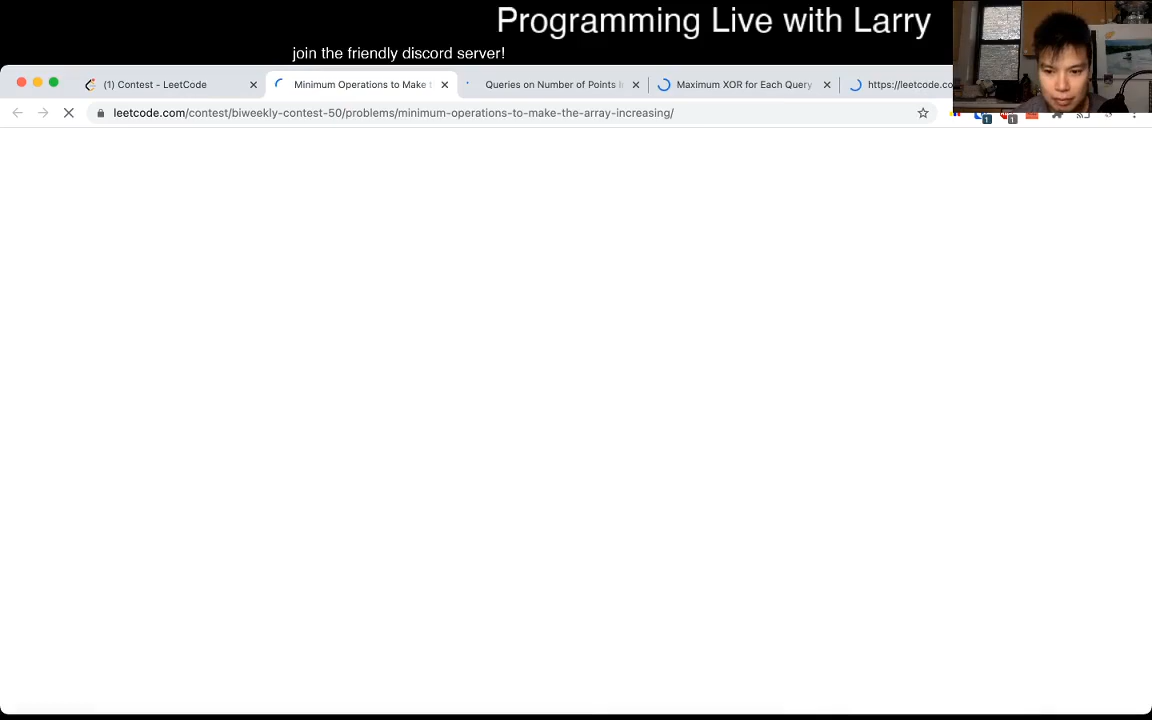 Programming Live with Larry
join the friendly discord server!
(1) Contest - LeetCode
Minimum Operations to Make
Queries on Number of Points
Maximum XOR for Each Query
https://leetcode.co
leetcode.com/contest/biweekly-contest-50/problems/minimum-operations-to-make-the-array-increasing/
1
1